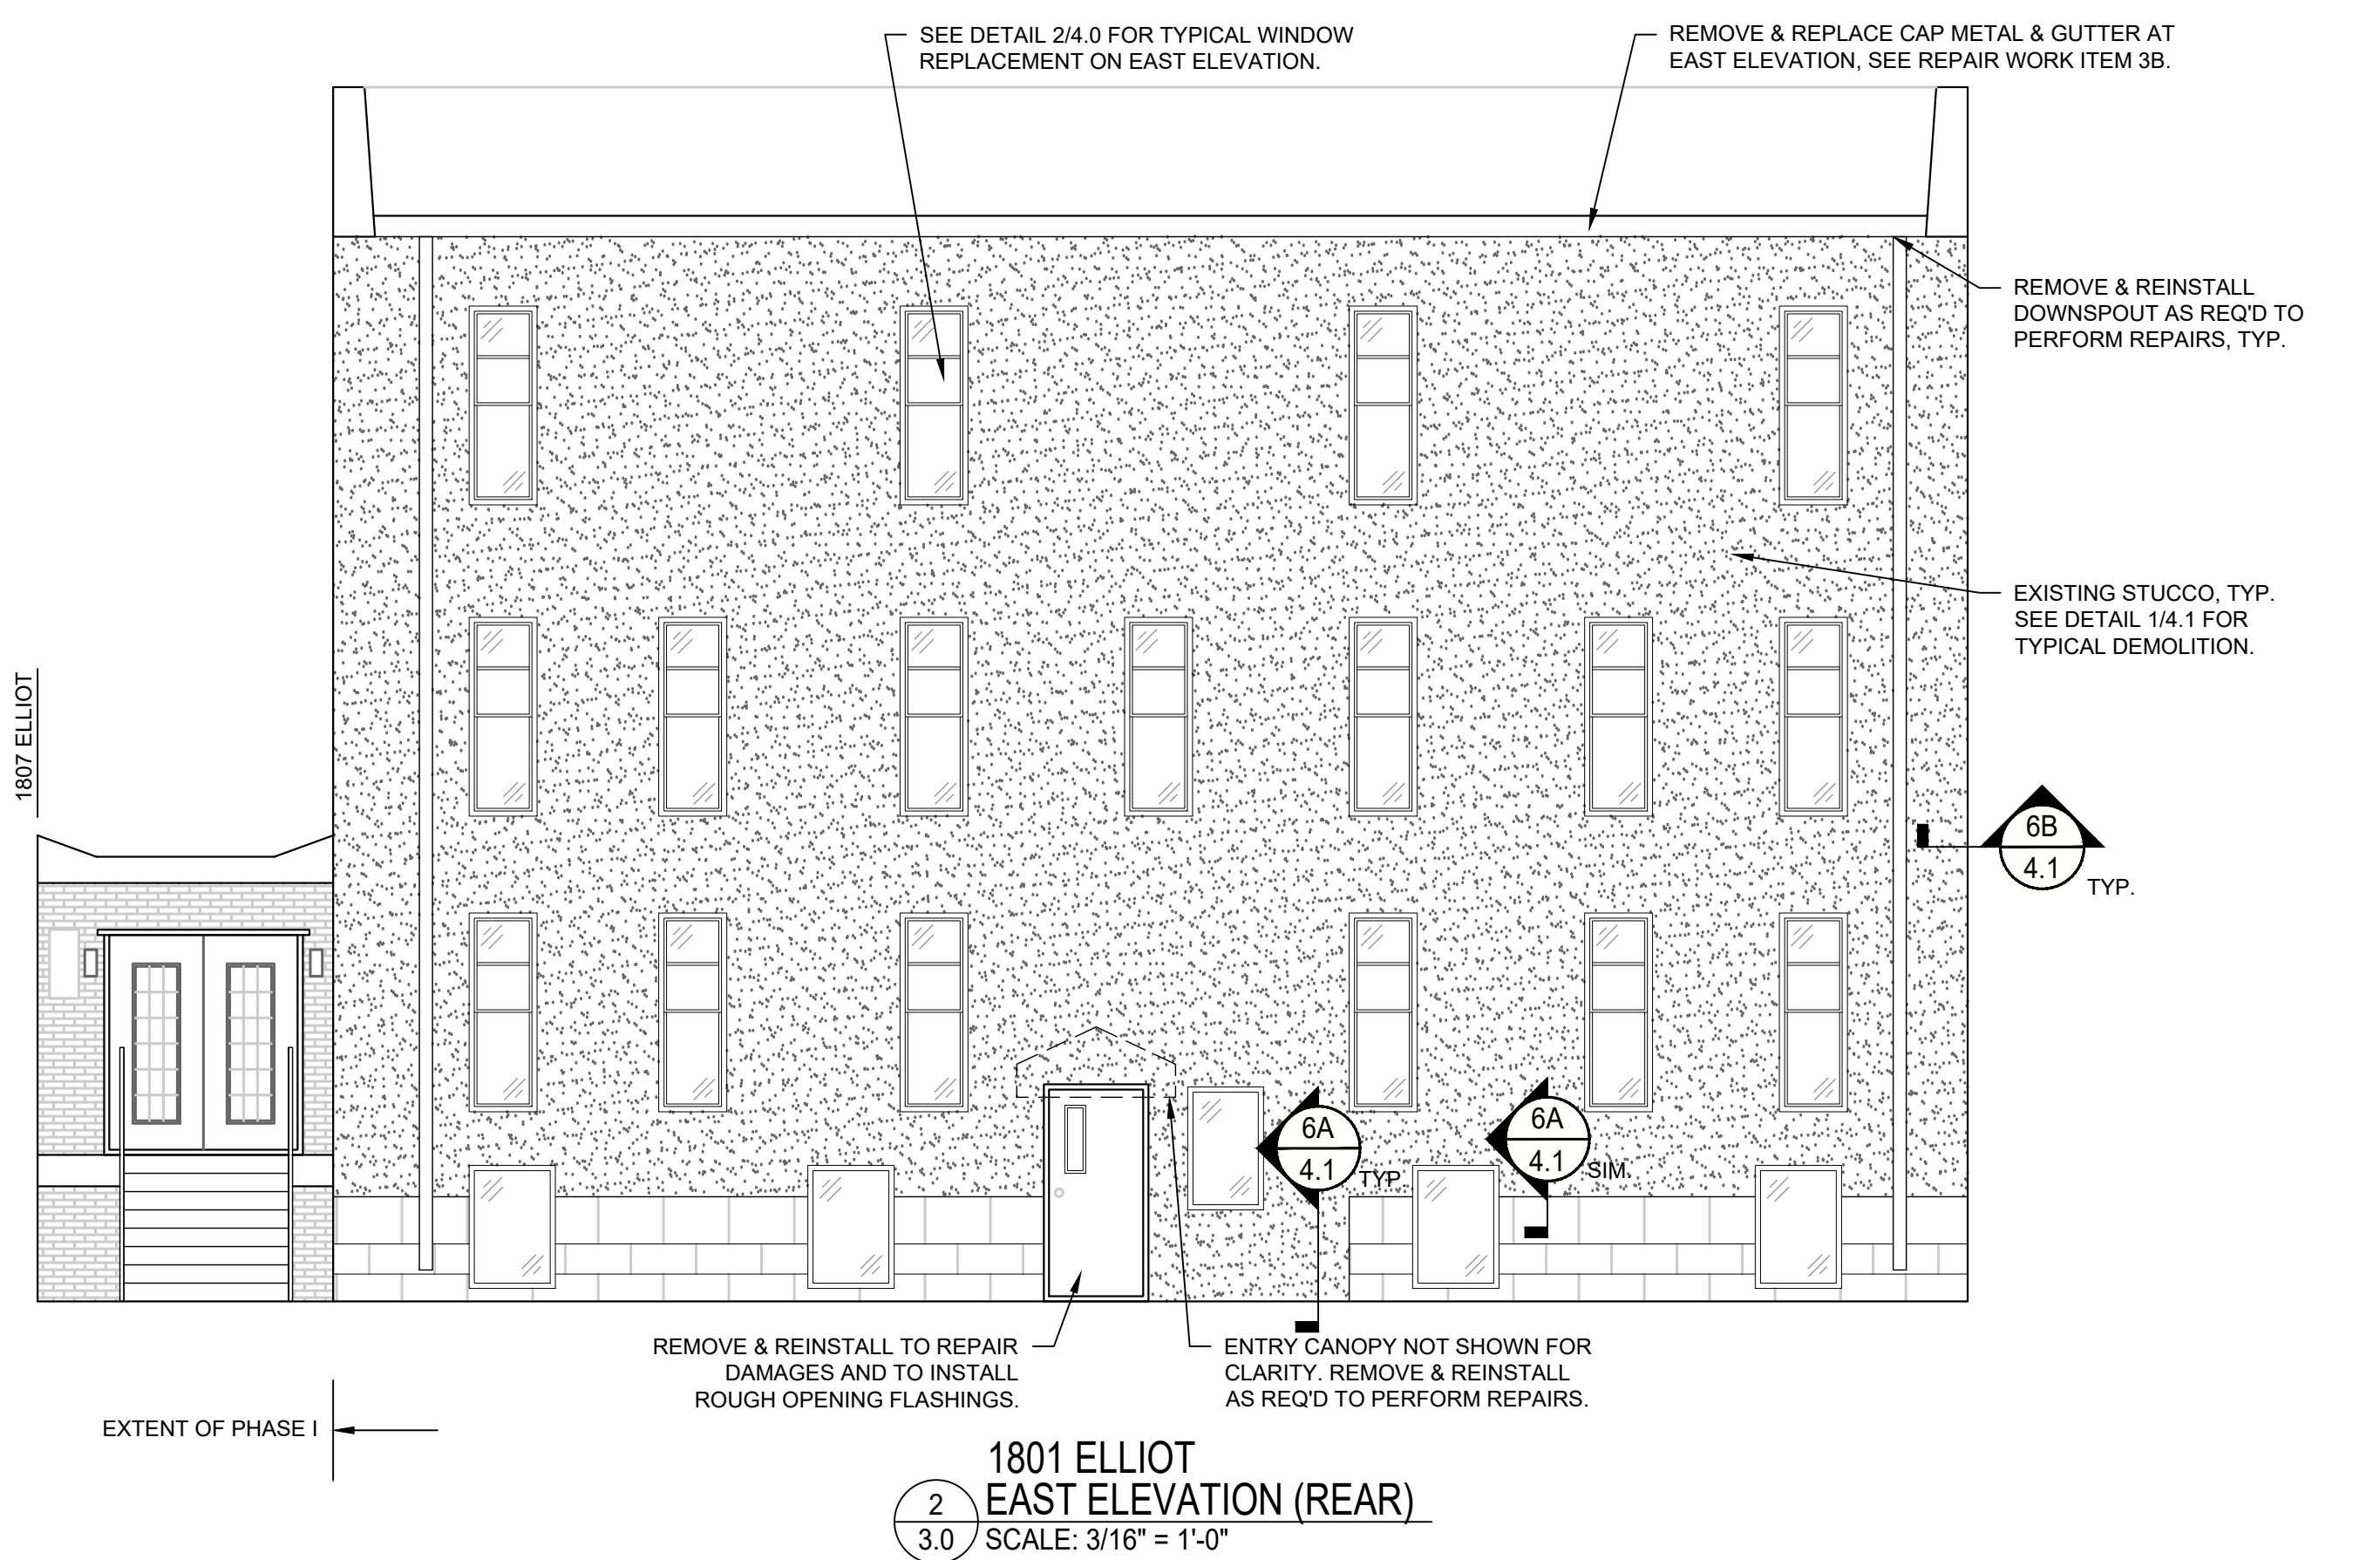 SEE DETAIL 2/4.0 FOR TYPICAL WINDOW
REPLACEMENT ON EAST ELEVATION.
REMOVE & REPLACE CAP METAL & GUTTER AT
EAST ELEVATION, SEE REPAIR WORK ITEM 3B.
REMOVE & REINSTALL
DOWNSPOUT AS REQ'D TO
PERFORM REPAIRS, TYP.
EXISTING STUCCO, TYP.
SEE DETAIL 1/4.1 FOR
TYPICAL DEMOLITION.
1807 ELLIOT
6B
4.1
TYP.
6A
4.1
TYP.
6A
4.1
SIM.
REMOVE & REINSTALL TO REPAIR
DAMAGES AND TO INSTALL
ROUGH OPENING FLASHINGS.
ENTRY CANOPY NOT SHOWN FOR
CLARITY. REMOVE & REINSTALL
AS REQ'D TO PERFORM REPAIRS.
EXTENT OF PHASE I
1801 ELLIOT
EAST ELEVATION (REAR)
2
3.0
SCALE: 3/16" = 1'-0"